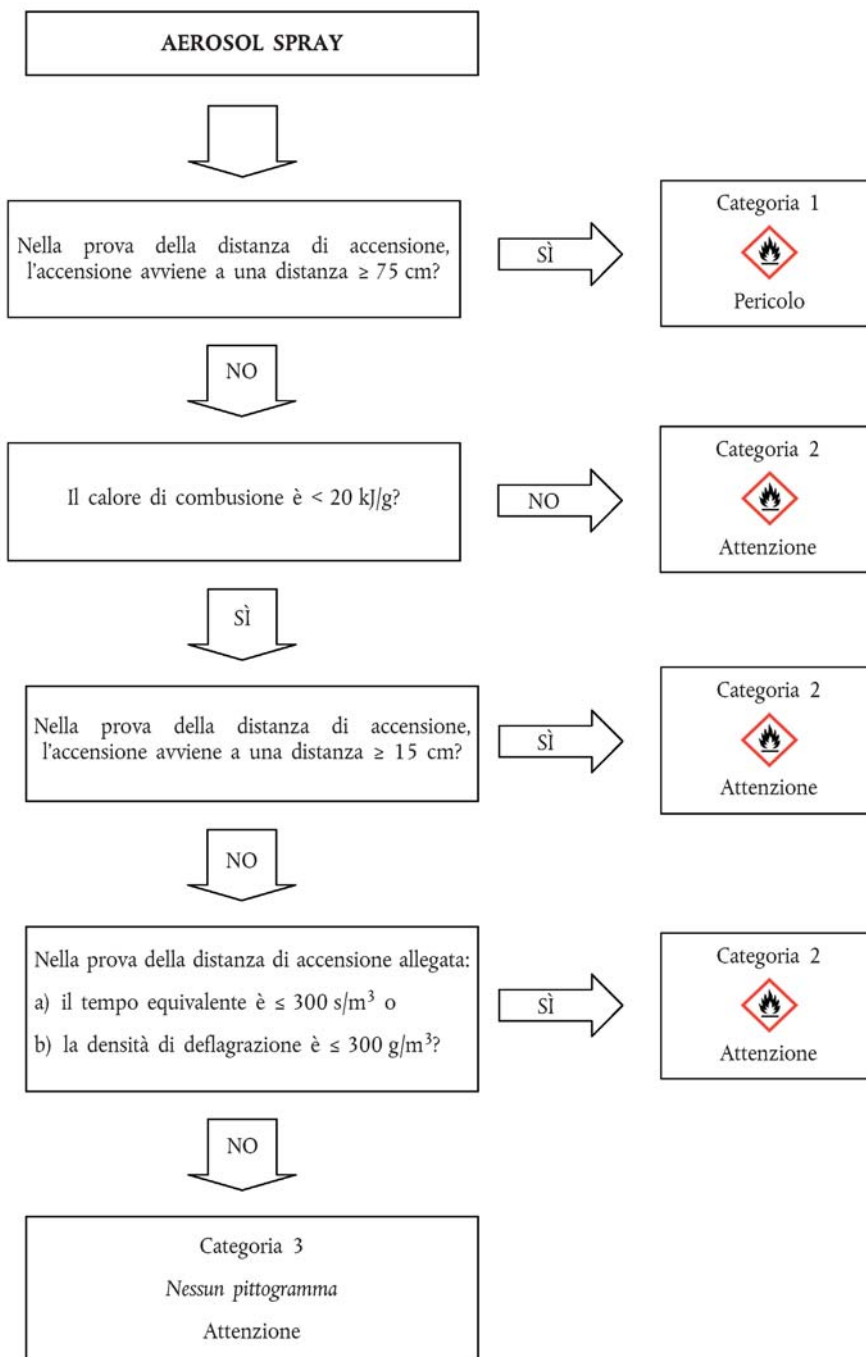 AEROSOL SPRAY
Nella prova della distanza di accensione,
l'accensione avviene a una distanza ≥ 75 cm?
SÌ
Categoria 1
Pericolo
NO
Il calore di combusione è < 20 kJ/g?
NO
Categoria 2
Attenzione
SÌ
Nella prova della distanza di accensione,
l'accensione avviene a una distanza ≥ 15 cm?
SÌ
Categoria 2
Attenzione
NO
Nella prova della distanza di accensione allegata:
a) il tempo equivalente è ≤ 300 s/m³ o
b) la densità di deflagrazione è ≤ 300 g/m³?
SÌ
Categoria 2
Attenzione
NO
Categoria 3
Nessun pittogramma
Attenzione